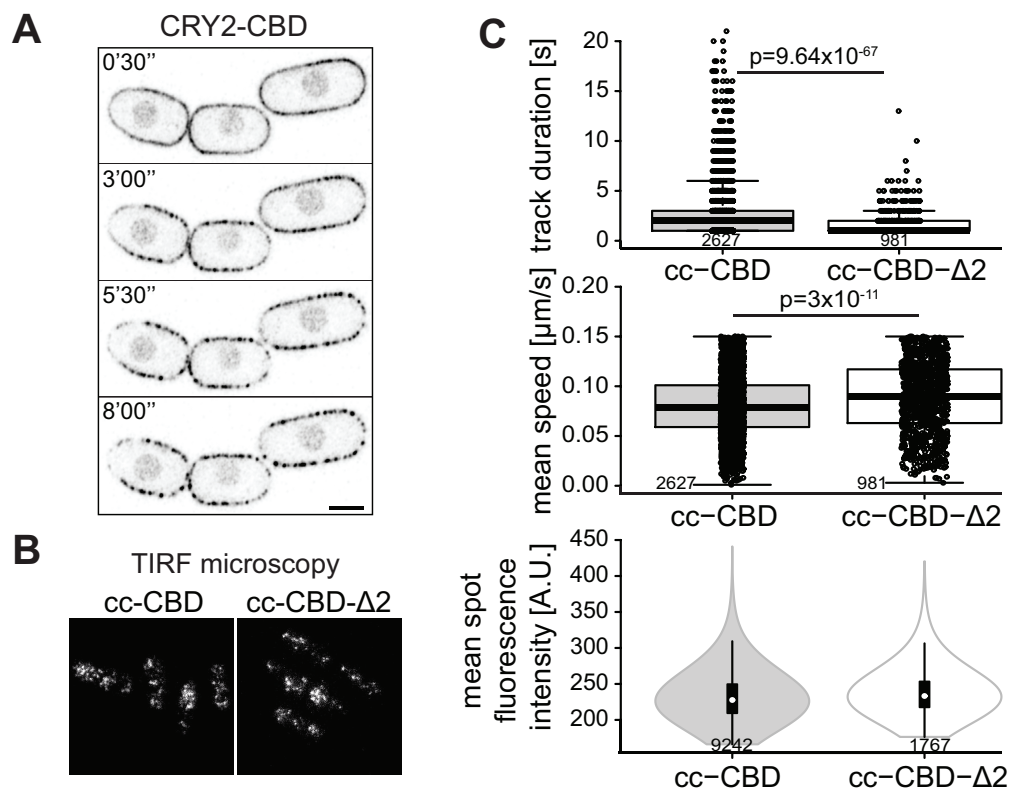 A
CRY2-CBD
0'30''
3'00''
5'30''
8'00''
B
TIRF microscopy
cc-CBD
cc-CBD-Δ2
C
track duration [s]
20
15
10
5
0
p=9.64x10⁻⁶⁷
2627
981
cc−CBD
cc−CBD−Δ2
mean speed [μm/s]
0.20
0.15
0.10
0.05
0.00
p=3x10⁻¹¹
2627
981
cc−CBD
cc−CBD−Δ2
mean spot
fluorescence
intensity [A.U.]
450
400
350
300
250
200
9242
1767
cc−CBD
cc−CBD−Δ2